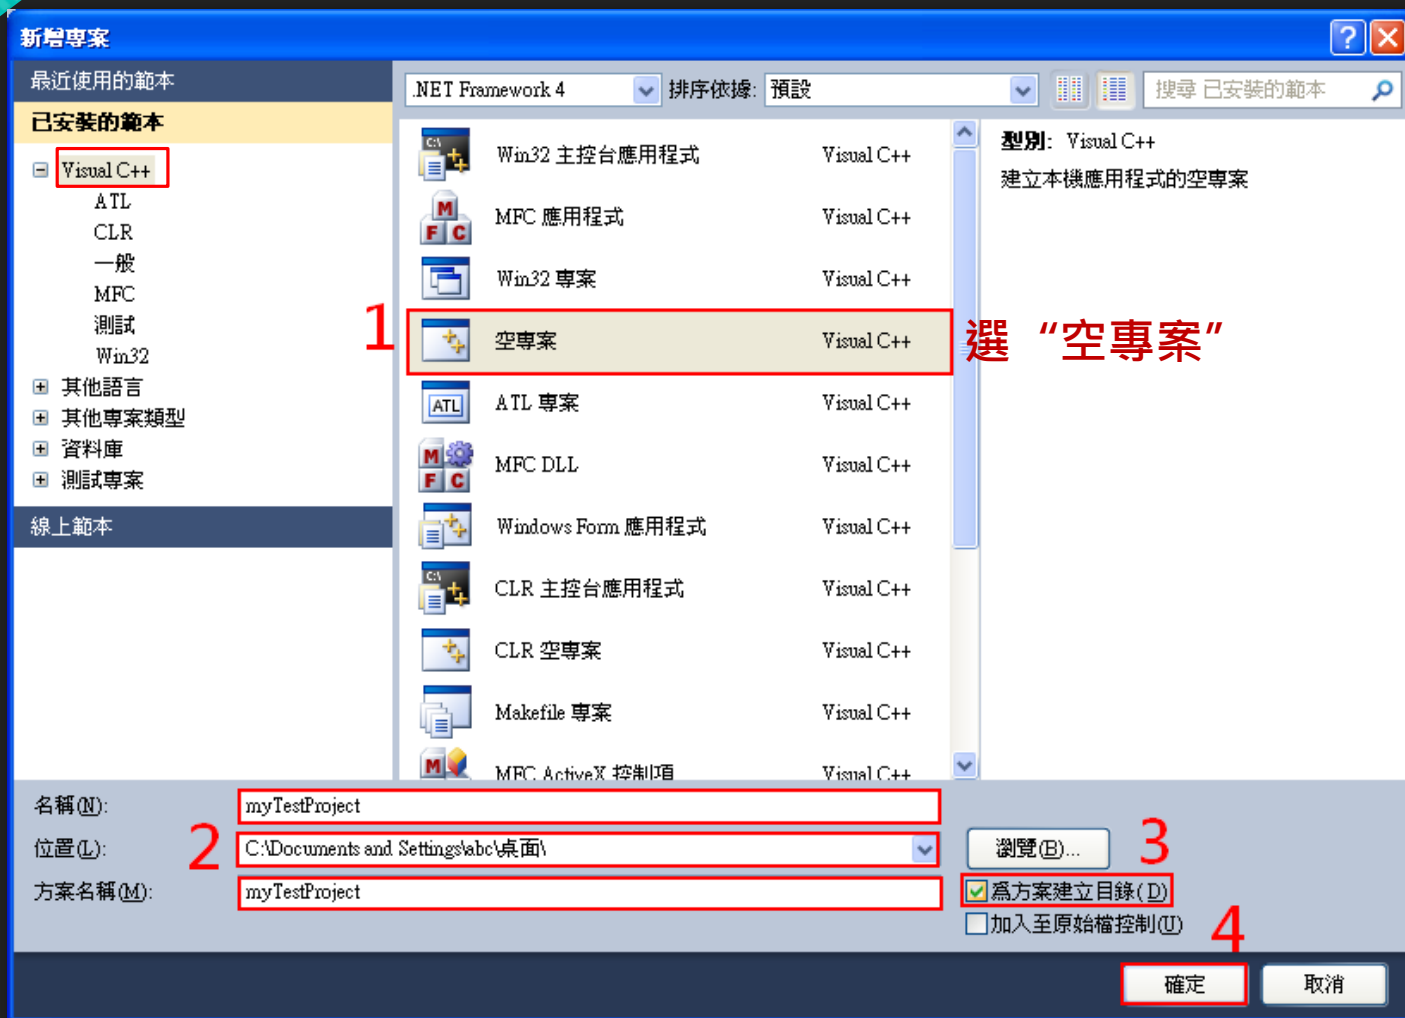 新增專案
最近使用的範本
.NET Framework 4
排序依據:
預設
搜尋 已安裝的範本
已安裝的範本
Visual C++
ATL
CLR
一般
MFC
測試
Win32
其他語言
其他專案類型
資料庫
測試專案
線上範本
Win32 主控台應用程式 Visual C++
MFC 應用程式 Visual C++
Win32 專案 Visual C++
1
空專案 Visual C++
ATL 專案 Visual C++
MFC DLL Visual C++
Windows Form 應用程式 Visual C++
CLR 主控台應用程式 Visual C++
CLR 空專案 Visual C++
Makefile 專案 Visual C++
MFC ActiveX 控制項 Visual C++
型別: Visual C++
建立本機應用程式的空專案
選 “空專案”
名稱(N): myTestProject
位置(L): 2 C:\Documents and Settings\abc\桌面\
瀏覽(B)...
3
方案名稱(M): myTestProject
為方案建立目錄(D)
加入至原始檔控制(U)
4
確定
取消